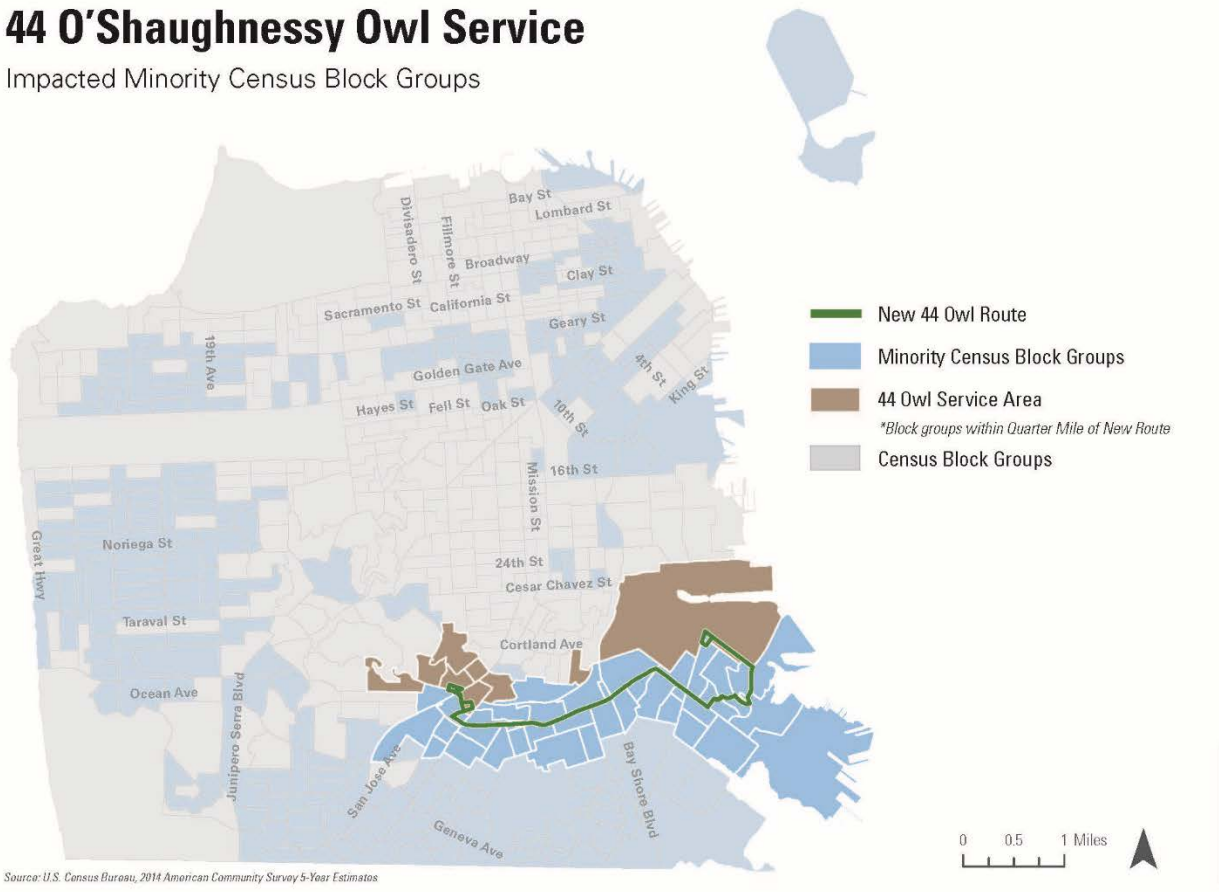 44 O'Shaughnessy Owl Service
Impacted Minority Census Block Groups
Bay St
Lombard St
Divisadero St
Fillmore St
Broadway
Clay St
Sacramento St
California St
Geary St
19th Ave
Golden Gate Ave
4th St
King St
Hayes St
Fell St
Oak St
10th St
Mission St
16th St
Great Hwy
Noriega St
24th St
Cesar Chavez St
Taraval St
Cortland Ave
Ocean Ave
Junipero Serra Blvd
San Jose Ave
Bay Shore Blvd
Geneva Ave
New 44 Owl Route
Minority Census Block Groups
44 Owl Service Area
*Block groups within Quarter Mile of New Route
Census Block Groups
0 0.5 1 Miles
Source: U.S. Census Bureau, 2014 American Community Survey 5-Year Estimates